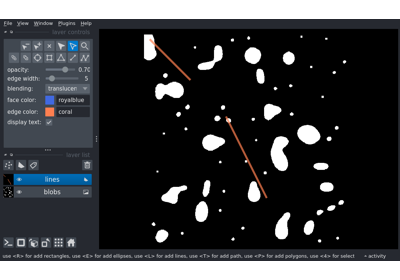 File View Window Plugins Help
layer controls
opacity: 0.70
edge width: 5
blending: translucen
face color: royalblue
edge color: coral
display text:
layer list
lines
blobs
use <R> for add rectangles, use <E> for add ellipses, use <L> for add lines, use <T> for add path, use <P> for add polygons, use <4> for select
activity